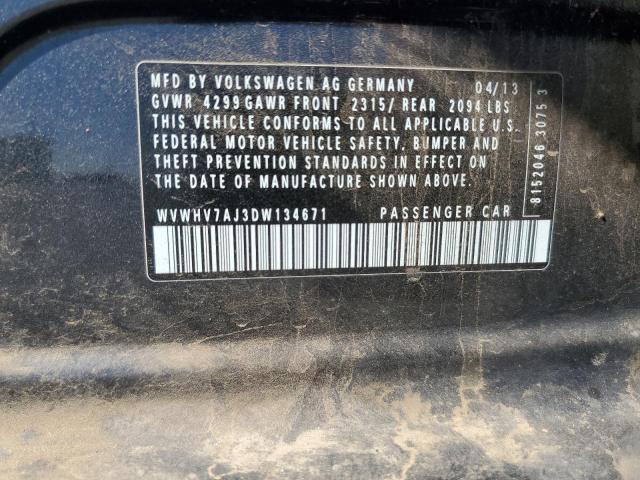 MFD BY VOLKSWAGEN AG GERMANY 04/13
GVWR 4299 GAWR FRONT 2315/ REAR 2094 LBS
THIS VEHICLE CONFORMS TO ALL APPLICABLE U.S.
FEDERAL MOTOR VEHICLE SAFETY, BUMPER AND
THEFT PREVENTION STANDARDS IN EFFECT ON
THE DATE OF MANUFACTURE SHOWN ABOVE.
WVWHV7AJ3DW134671 PASSENGER CAR
8152046 3075 3